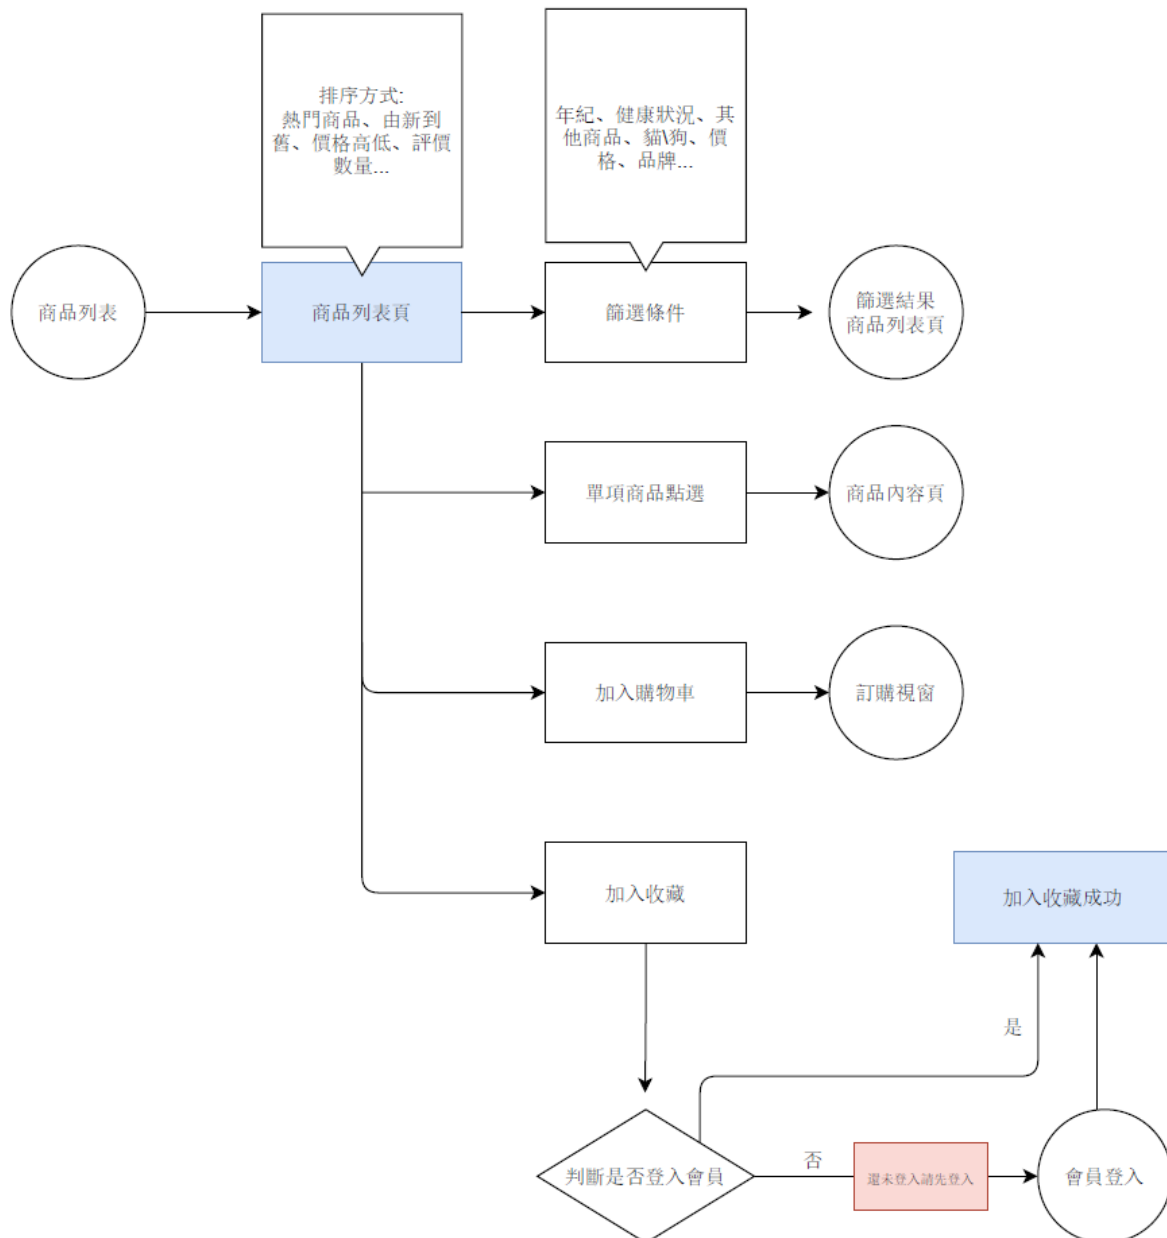 排序方式:
熱門商品、由新到
舊、價格高低、評價
數量...
年紀、健康狀況、其
他商品、貓\狗、價
格、品牌...
商品列表
商品列表頁
篩選條件
篩選結果
商品列表頁
單項商品點選
商品內容頁
加入購物車
訂購視窗
加入收藏
加入收藏成功
是
判斷是否登入會員
否
還未登入請先登入
會員登入